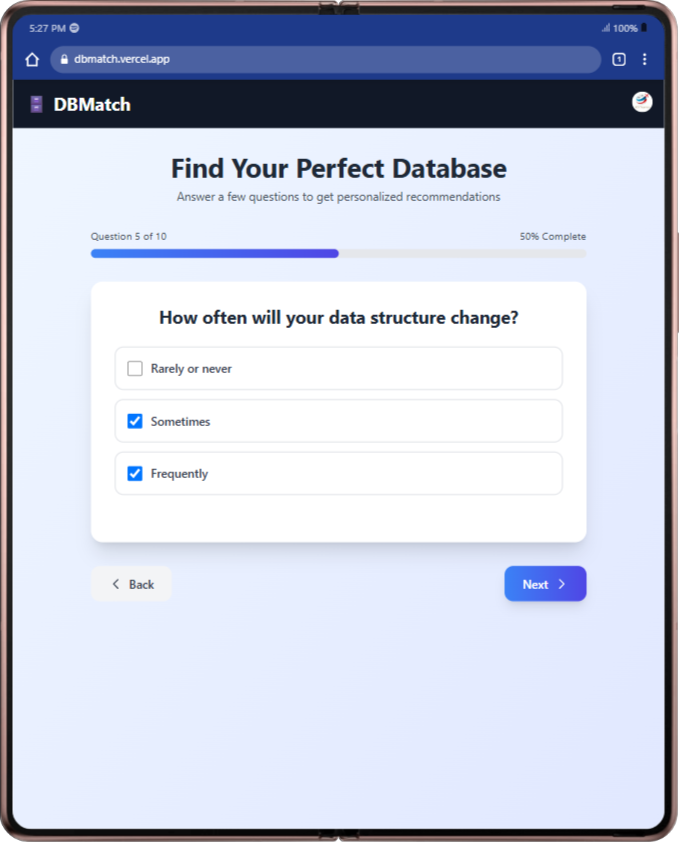 5:27 PM
100%
dbmatch.vercel.app
1
DBMatch
Find Your Perfect Database
Answer a few questions to get personalized recommendations
Question 5 of 10
50% Complete
How often will your data structure change?
Rarely or never
Sometimes
Frequently
Back
Next